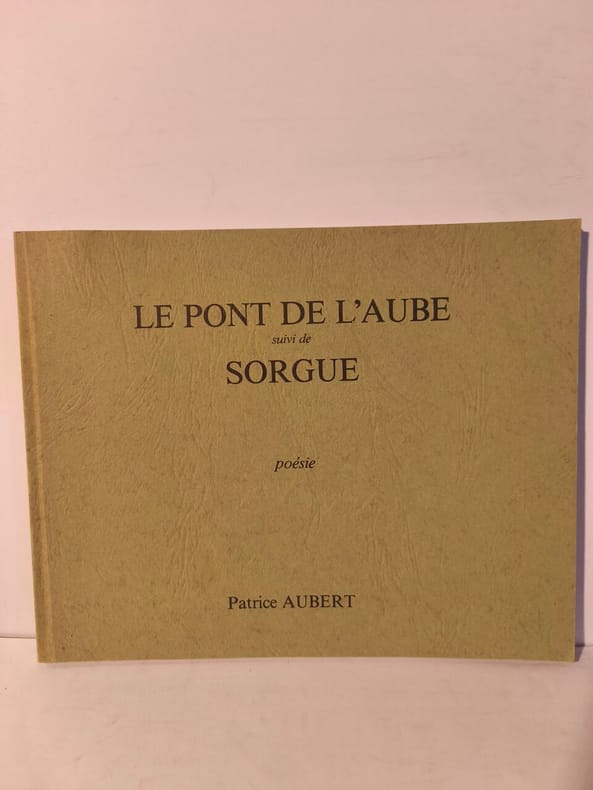 LE PONT DE L'AUBE
suivi de
SORGUE
poésie
Patrice AUBERT